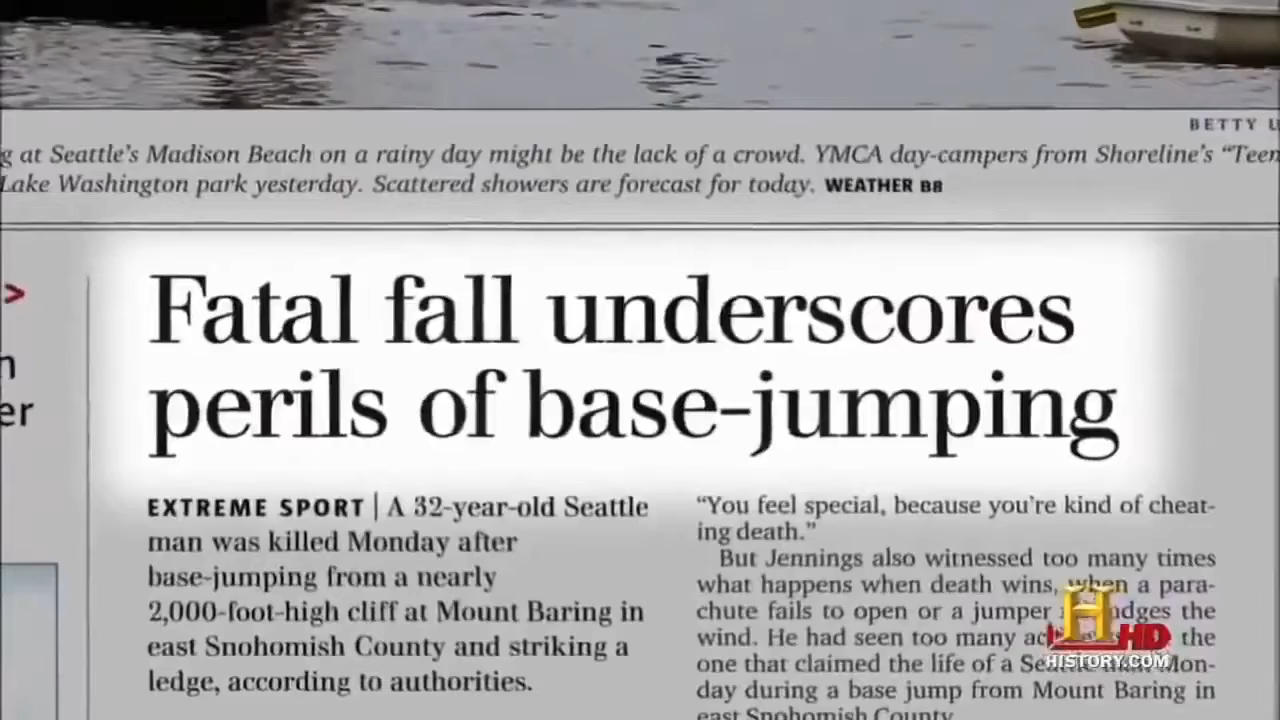 BETTY
g at Seattle's Madison Beach on a rainy day might be the lack of a crowd. YMCA day-campers from Shoreline's "Teen
Lake Washington park yesterday. Scattered showers are forecast for today. WEATHER B8
>
n
er
Fatal fall underscores
perils of base-jumping
EXTREME SPORT | A 32-year-old Seattle
man was killed Monday after
base-jumping from a nearly
2,000-foot-high cliff at Mount Baring in
east Snohomish County and striking a
ledge, according to authorities.
"You feel special, because you're kind of cheat-
ing death."
But Jennings also witnessed too many times
what happens when death wins, when a para-
chute fails to open or a jumper the
wind. He had seen too many the
one that claimed the life of a Mon-
day during a base jump from Mount Baring in
east Snohomish County
H HD
HISTORY.COM